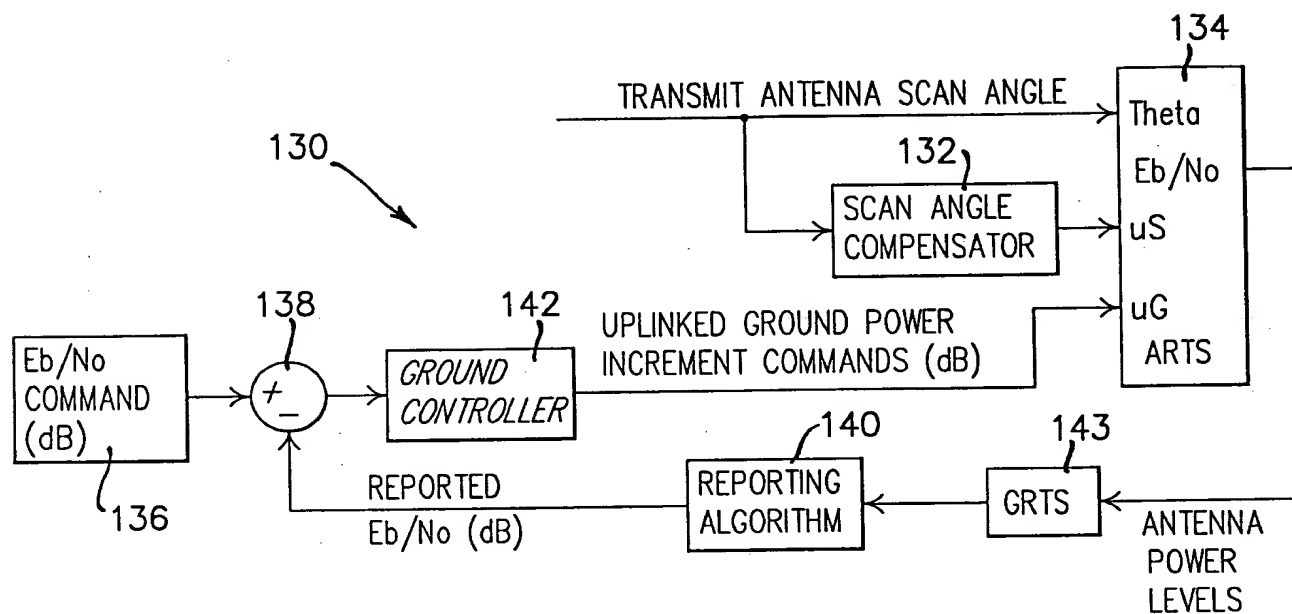 134
TRANSMIT ANTENNA SCAN ANGLE
Theta
130
132
Eb/No
SCAN ANGLE
COMPENSATOR
uS
138
142
UPLINKED GROUND POWER
INCREMENT COMMANDS (dB)
uG
ARTS
Eb/No
COMMAND
(dB)
+
−
GROUND
CONTROLLER
136
140
143
REPORTED
Eb/No (dB)
REPORTING
ALGORITHM
GRTS
ANTENNA
POWER
LEVELS